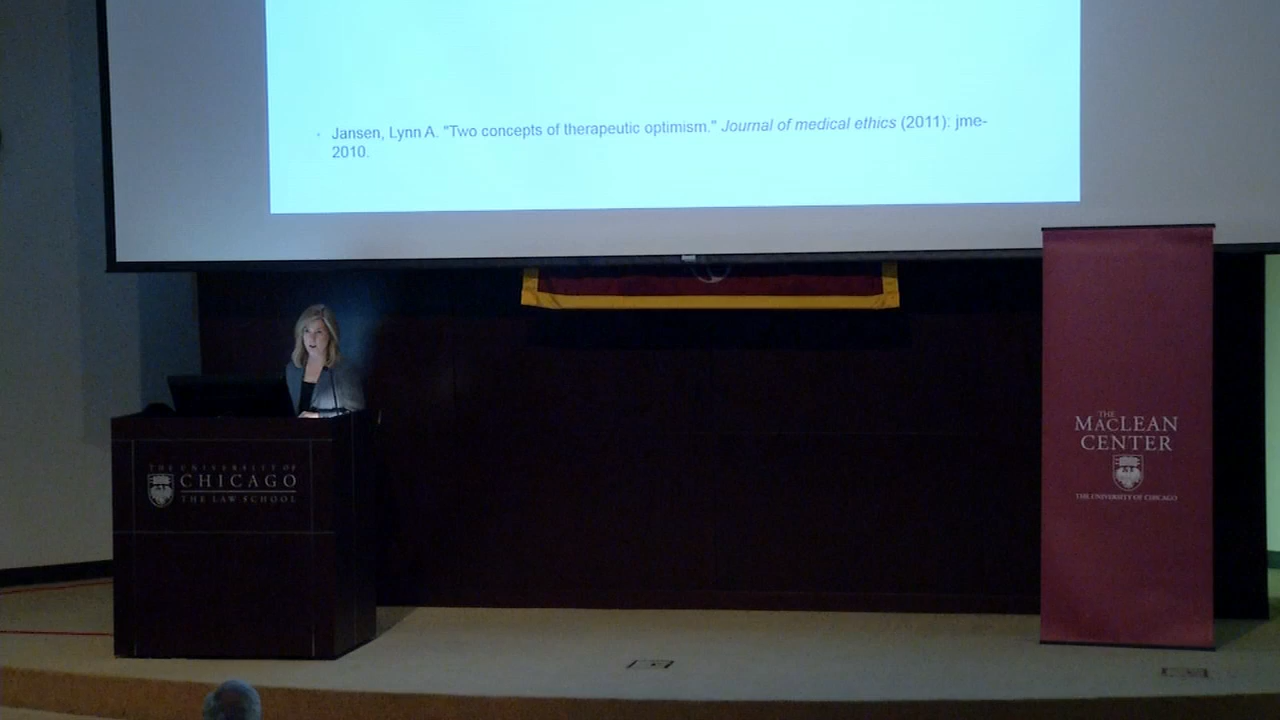 Jansen, Lynn A. "Two concepts of therapeutic optimism." Journal of medical ethics (2011): jme-
2010.
THE UNIVERSITY OF
CHICAGO
THE LAW SCHOOL
THE
MACLEAN
CENTER
THE UNIVERSITY OF CHICAGO